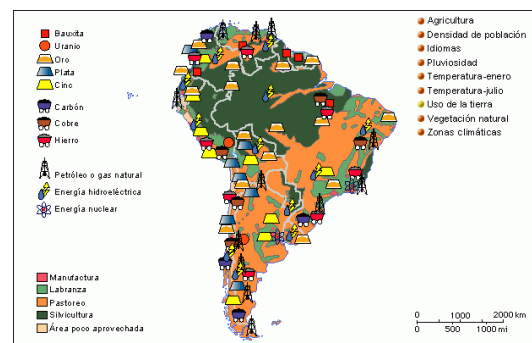 Bauxita
Uranio
Oro
Plata
Cinc
Carbón
Cobre
Hierro
Petróleo o gas natural
Energía hidroeléctrica
Energía nuclear
Manufactura
Labranza
Pastoreo
Silvicultura
Área poco aprovechada
Agricultura
Densidad de población
Idiomas
Pluviosidad
Temperatura-enero
Temperatura-julio
Uso de la tierra
Vegetación natural
Zonas climáticas
0 1000 2000 km
0 500 1000 mi